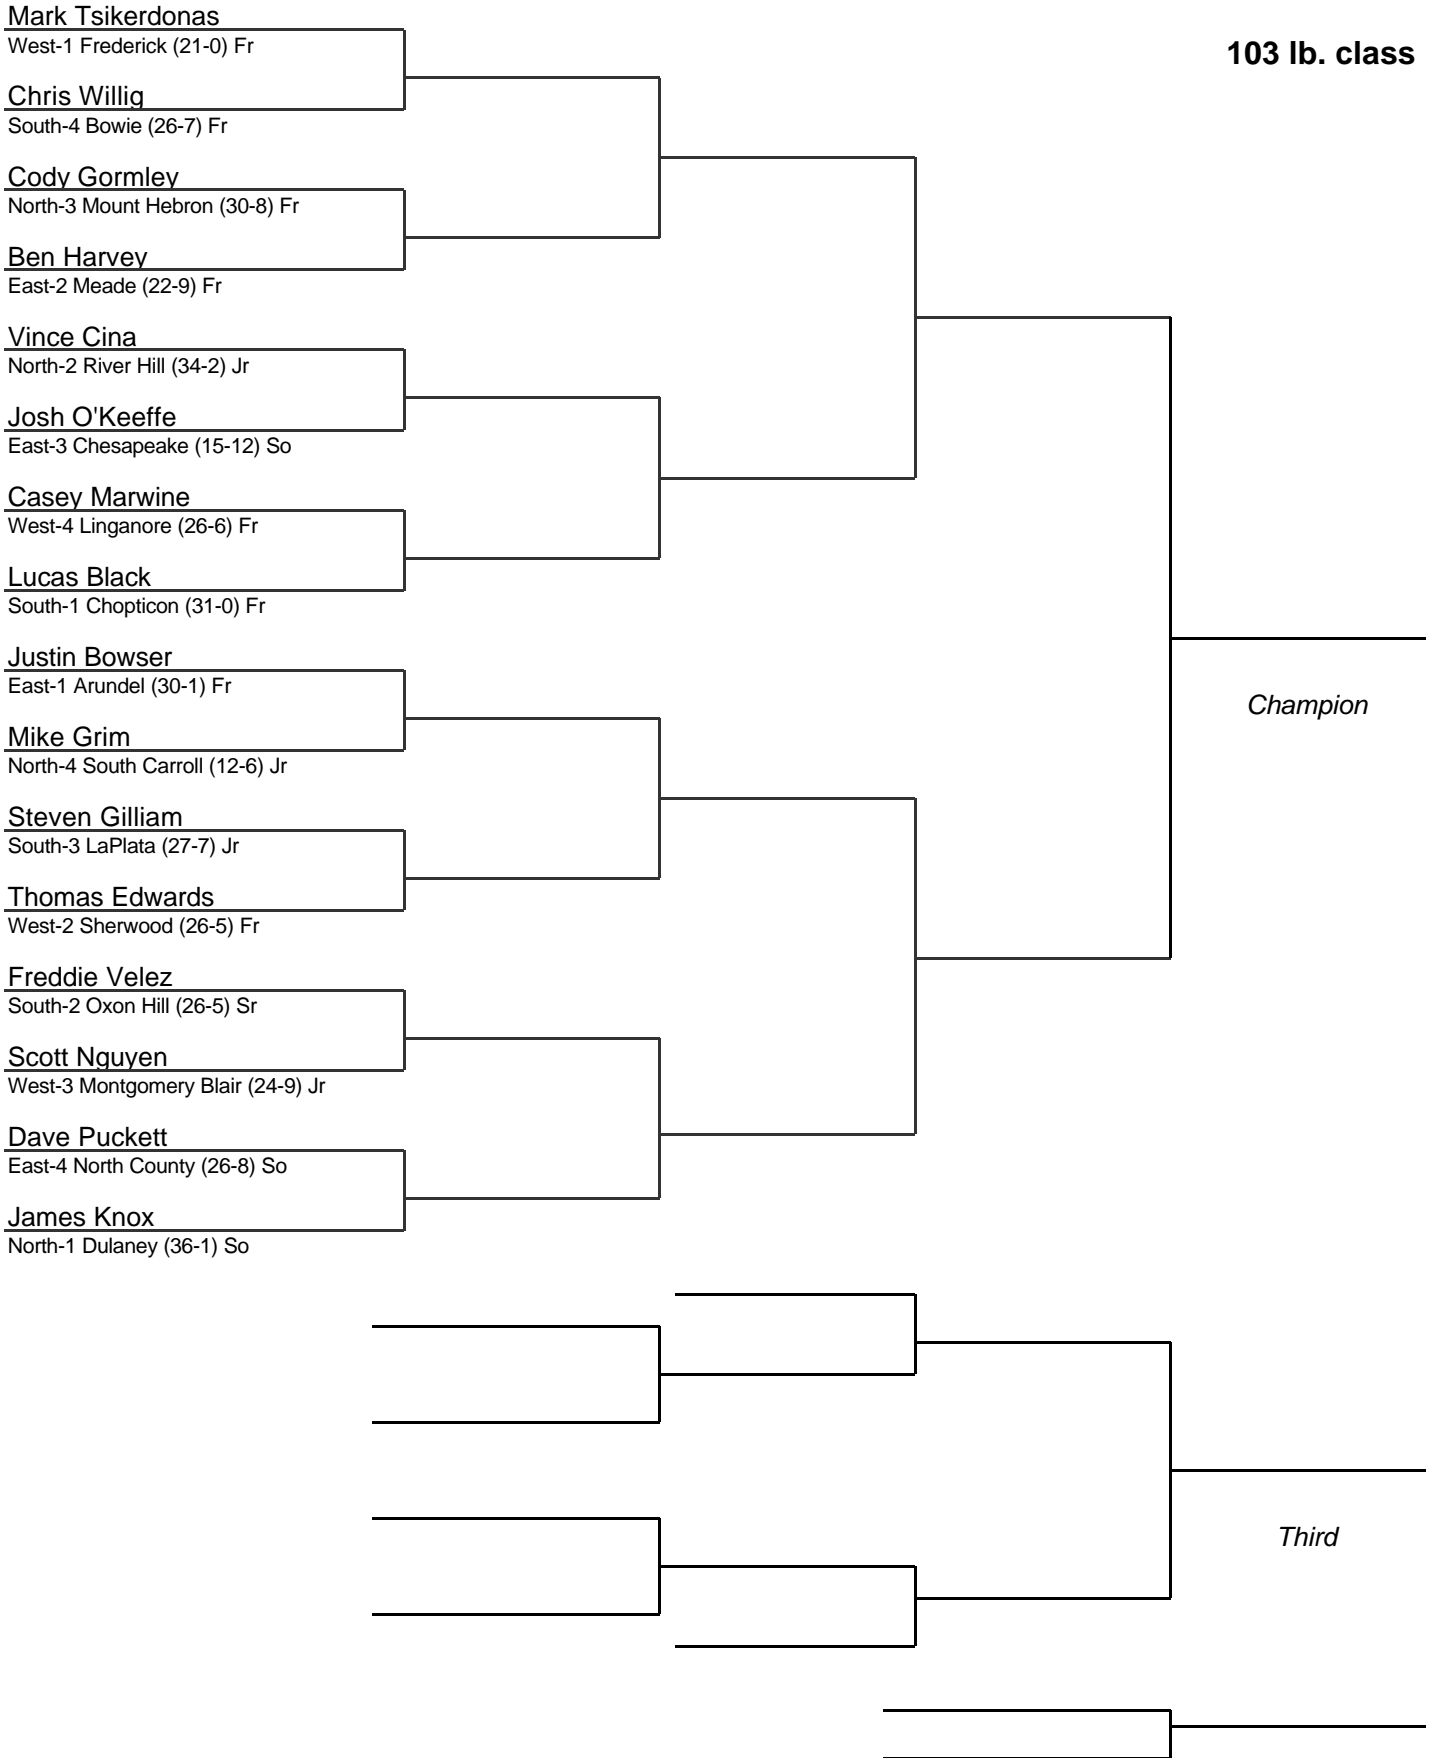 Mark Tsikerdonas
West-1 Frederick (21-0) Fr
103 lb. class
Chris Willig
South-4 Bowie (26-7) Fr
Cody Gormley
North-3 Mount Hebron (30-8) Fr
Ben Harvey
East-2 Meade (22-9) Fr
Vince Cina
North-2 River Hill (34-2) Jr
Josh O'Keeffe
East-3 Chesapeake (15-12) So
Casey Marwine
West-4 Linganore (26-6) Fr
Lucas Black
South-1 Chopticon (31-0) Fr
Justin Bowser
East-1 Arundel (30-1) Fr
Champion
Mike Grim
North-4 South Carroll (12-6) Jr
Steven Gilliam
South-3 LaPlata (27-7) Jr
Thomas Edwards
West-2 Sherwood (26-5) Fr
Freddie Velez
South-2 Oxon Hill (26-5) Sr
Scott Nguyen
West-3 Montgomery Blair (24-9) Jr
Dave Puckett
East-4 North County (26-8) So
James Knox
North-1 Dulaney (36-1) So
Third